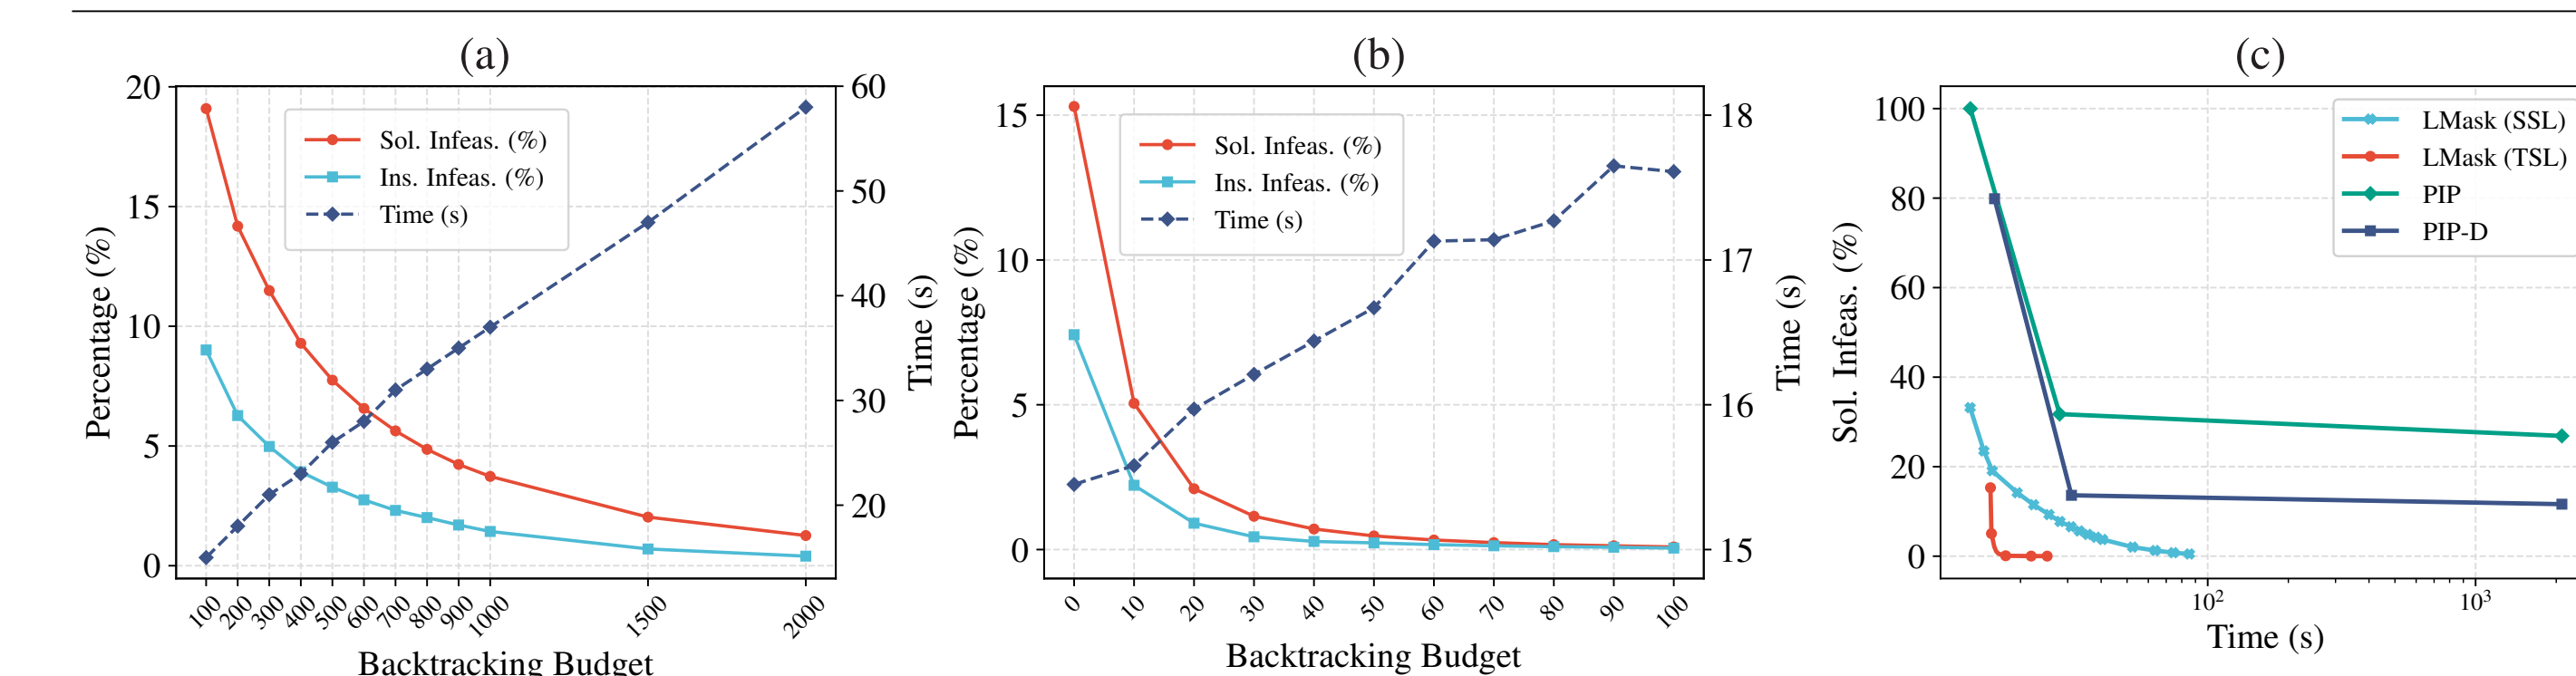 (a)
20
15
10
5
0
Percentage (%)
60
50
40
30
20
Time (s)
Sol. Infeas. (%)
Ins. Infeas. (%)
Time (s)
100 200 300 400 500 600 700 800 900 1000 1500 2000
Backtracking Budget
(b)
15
10
5
0
Percentage (%)
18
17
16
15
Time (s)
Sol. Infeas. (%)
Ins. Infeas. (%)
Time (s)
0 10 20 30 40 50 60 70 80 90 100
Backtracking Budget
(c)
100
80
60
40
20
0
Sol. Infeas. (%)
LMask (SSL)
LMask (TSL)
PIP
PIP-D
10² 10³
Time (s)